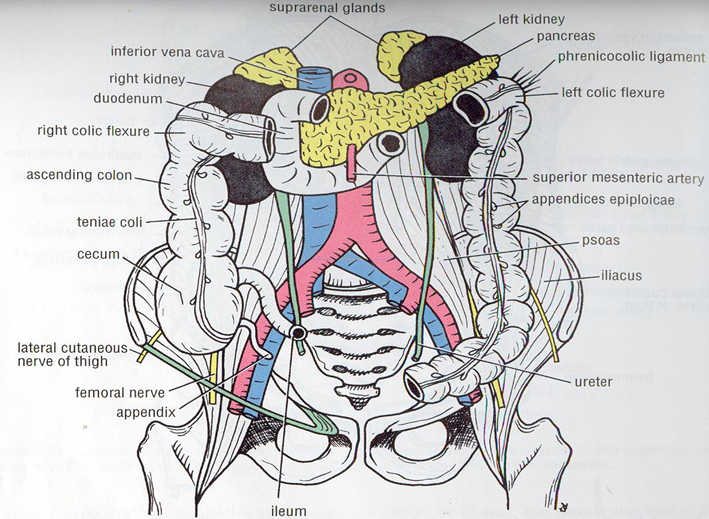 suprarenal glands
left kidney
pancreas
inferior vena cava
phrenicocolic ligament
right kidney
duodenum
left colic flexure
right colic flexure
ascending colon
superior mesenteric artery
appendices epiploicae
teniae coli
psoas
cecum
iliacus
lateral cutaneous
nerve of thigh
ureter
femoral nerve
appendix
ileum